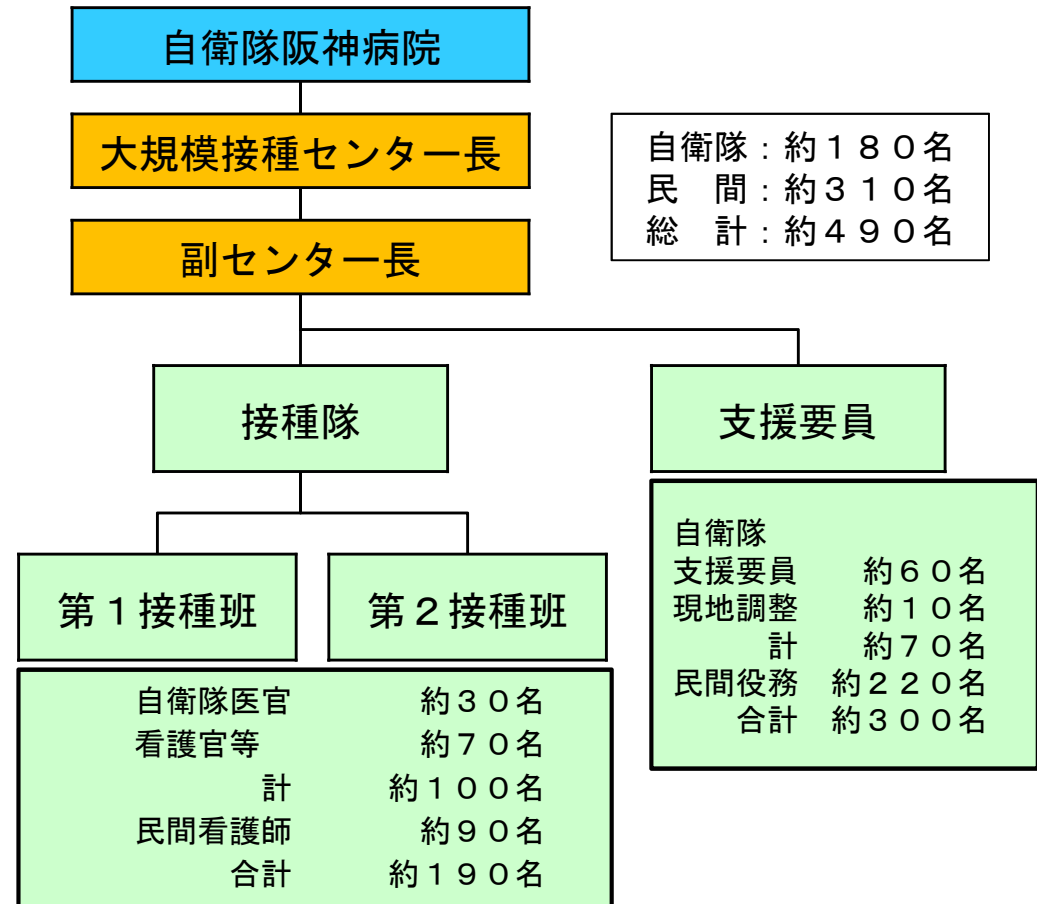 自衛隊阪神病院
大規模接種センター長
副センター長
自衛隊：約１８０名
民　間：約３１０名
総　計：約４９０名
接種隊
支援要員
第１接種班
第２接種班
自衛隊医官　約３０名
看護官等　約７０名
計　約１００名
民間看護師　約９０名
合計　約１９０名
自衛隊
支援要員　約６０名
現地調整　約１０名
計　約７０名
民間役務　約２２０名
合計　約３００名